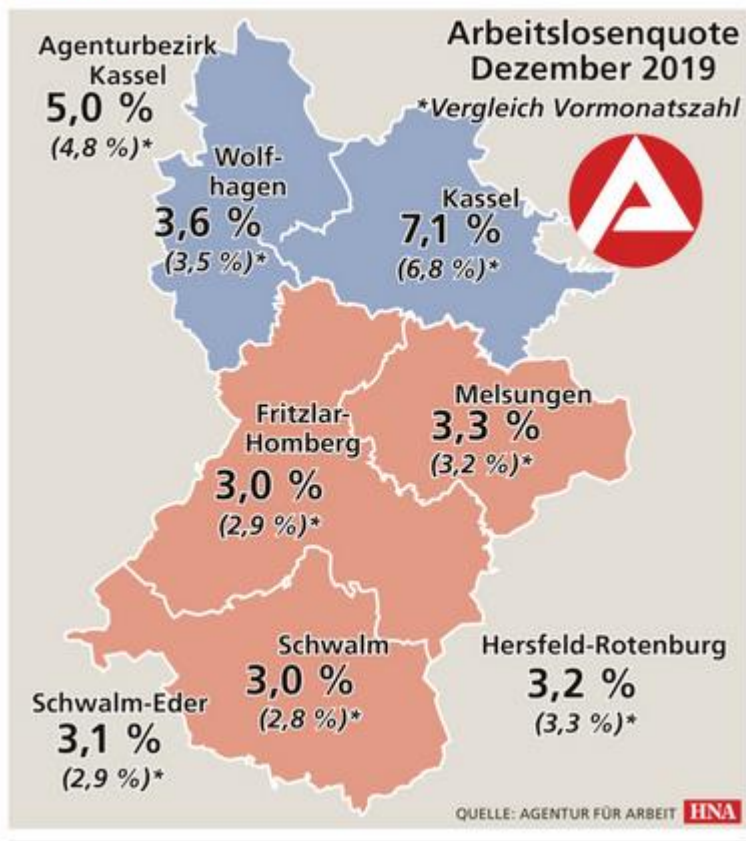 Arbeitslosenquote
Dezember 2019
*Vergleich Vormonatszahl
Agenturbezirk
Kassel
5,0 %
(4,8 %)*
Wolf-
hagen
3,6 %
(3,5 %)*
Kassel
7,1 %
(6,8 %)*
Melsungen
3,3 %
(3,2 %)*
Fritzlar-
Homberg
3,0 %
(2,9 %)*
Schwalm
3,0 %
(2,8 %)*
Hersfeld-Rotenburg
3,2 %
(3,3 %)*
Schwalm-Eder
3,1 %
(2,9 %)*
QUELLE: AGENTUR FÜR ARBEIT HNA